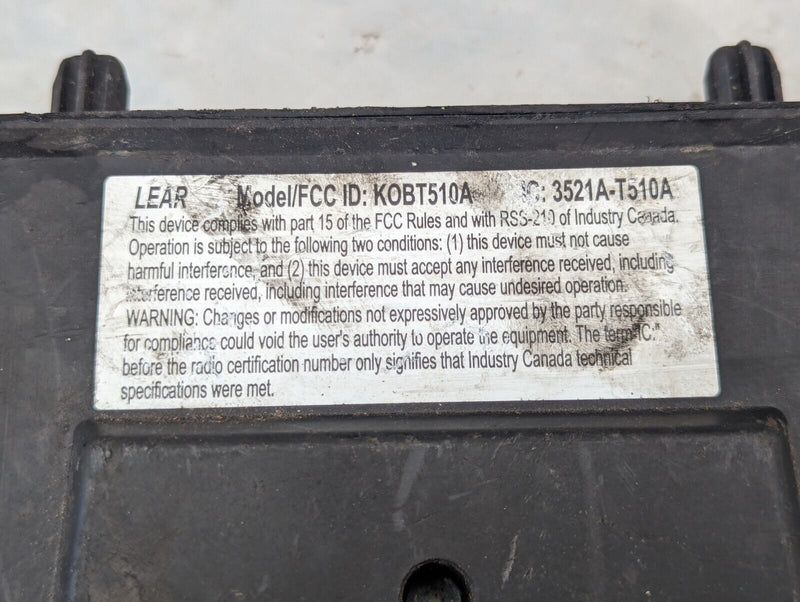 LEAR Model/FCC ID: KOBT510A IC: 3521A-T510A
This device complies with part 15 of the FCC Rules and with RSS-210 of Industry Canada.
Operation is subject to the following two conditions: (1) this device must not cause
harmful interference, and (2) this device must accept any interference received, including
interference received, including interference that may cause undesired operation.
WARNING: Changes or modifications not expressively approved by the party responsible
for compliance could void the user's authority to operate the equipment. The term "IC:"
before the radio certification number only signifies that Industry Canada technical
specifications were met.